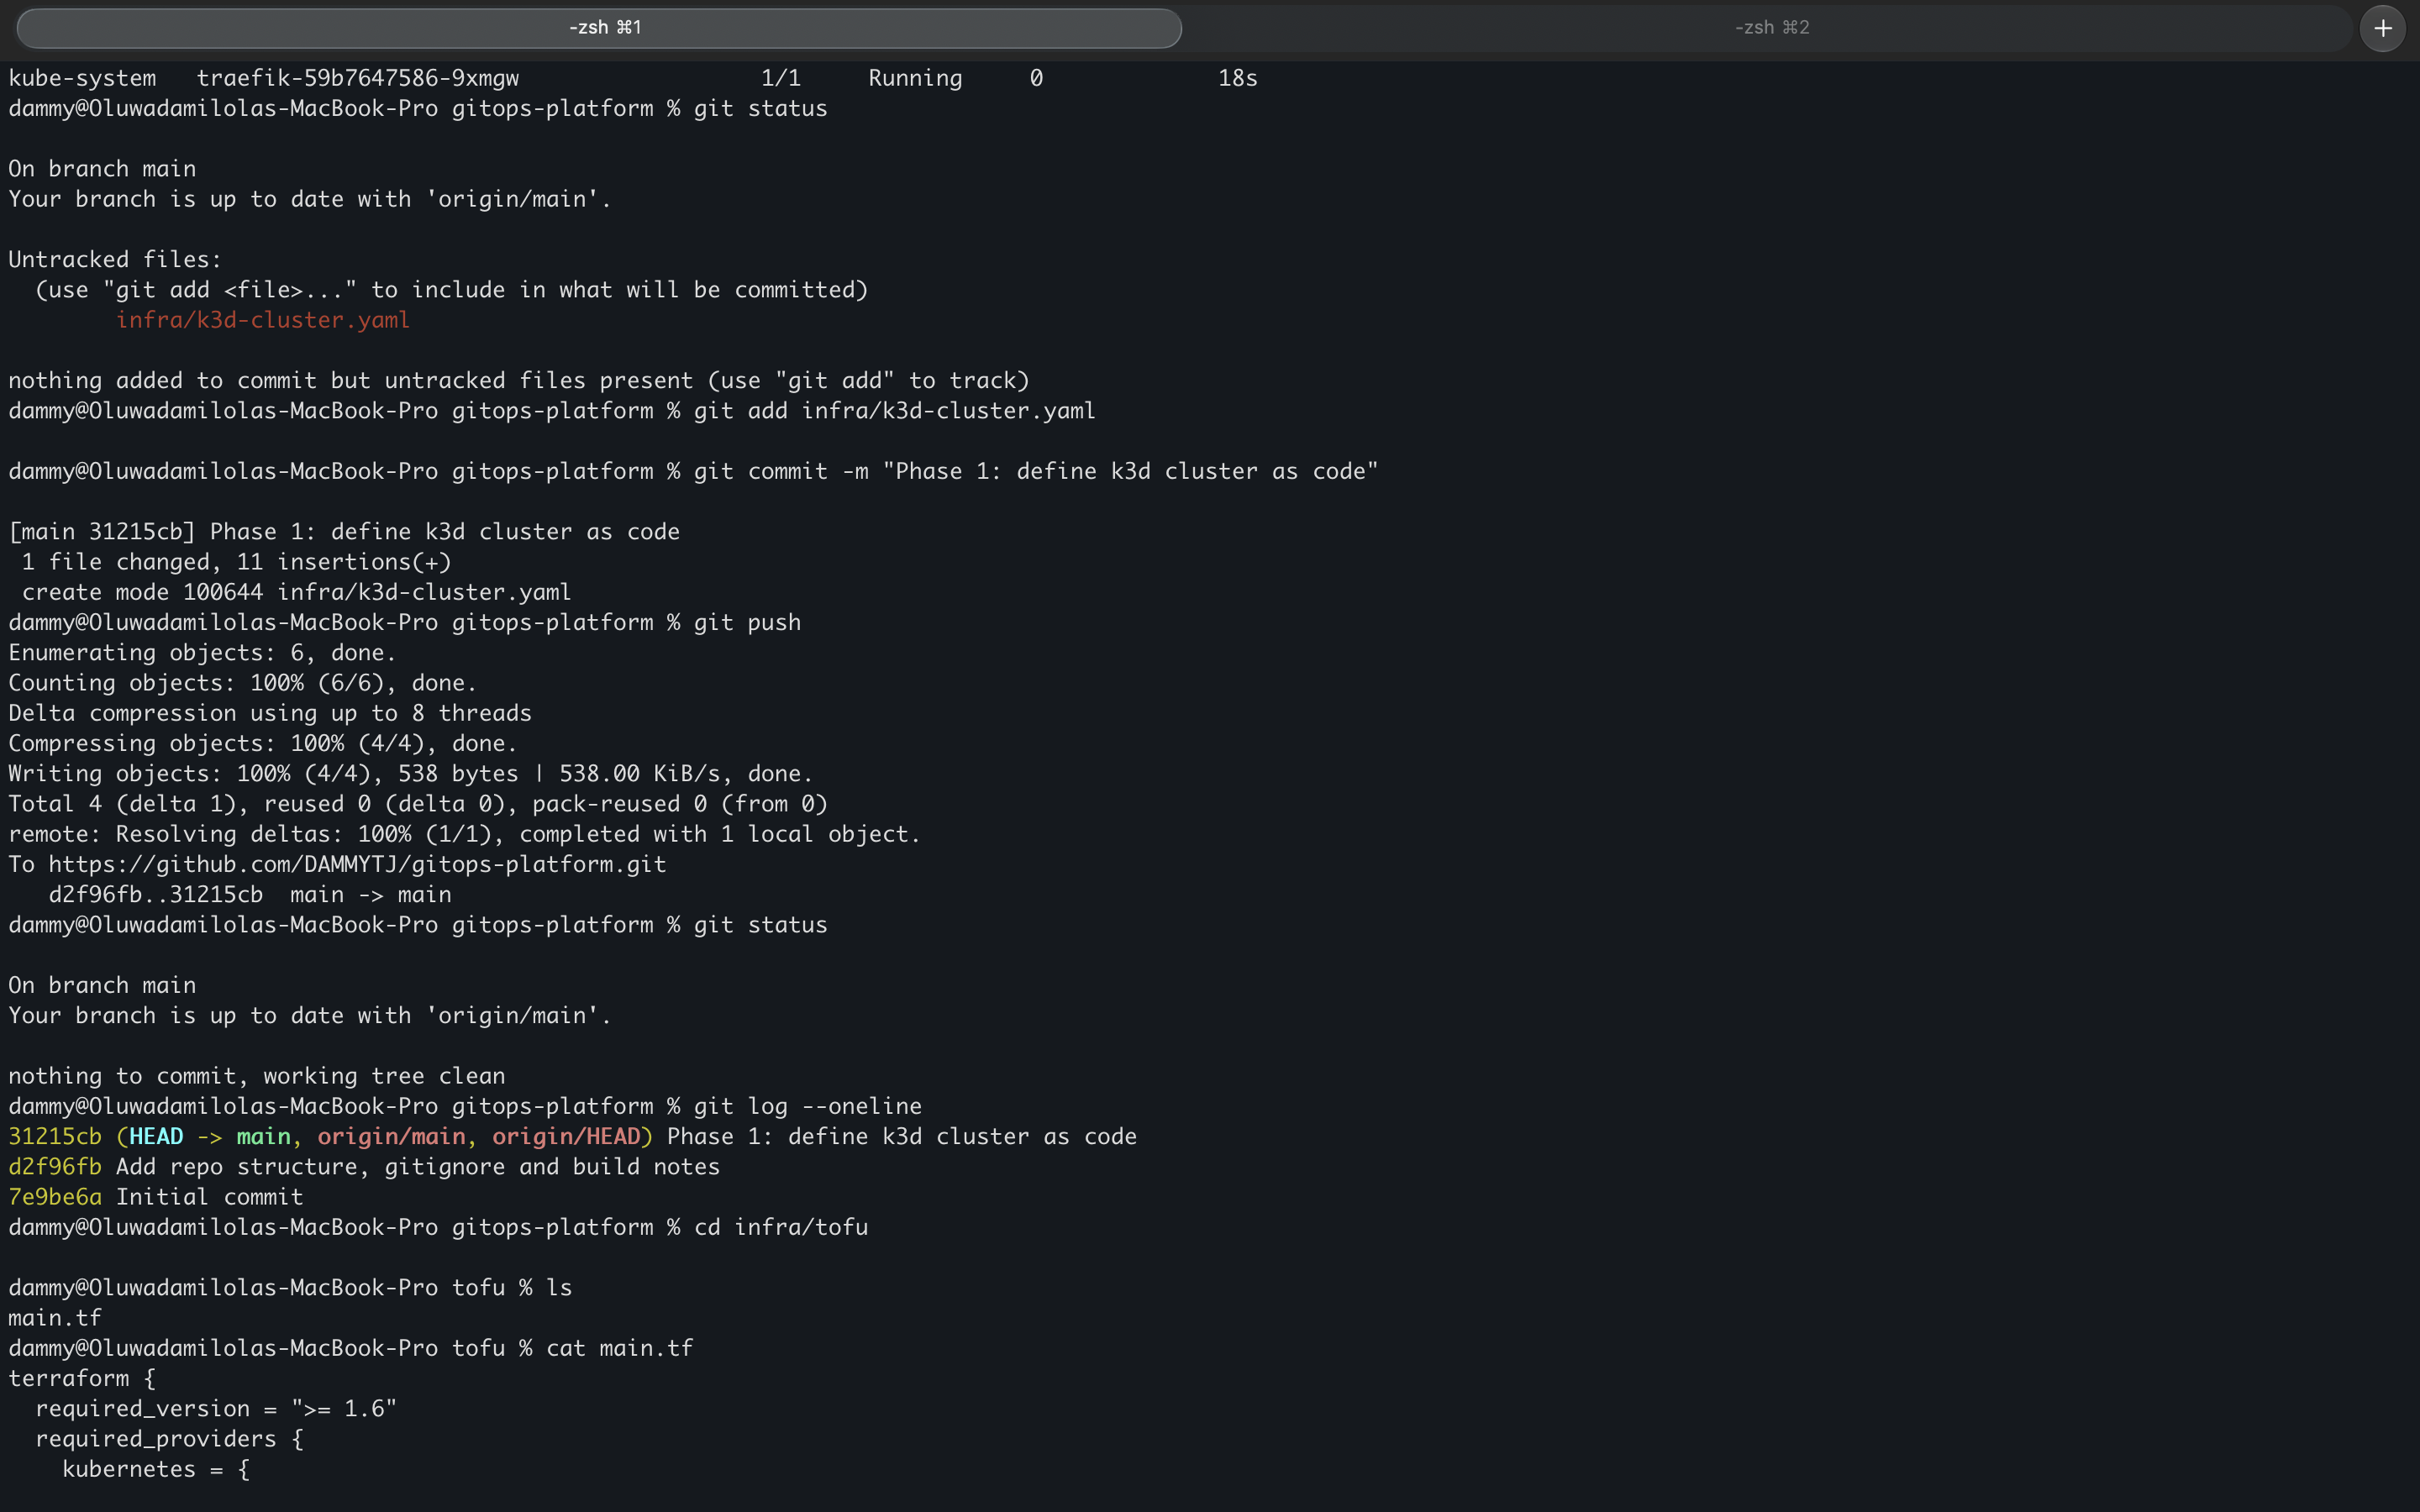 -zsh ⌘1
-zsh ⌘2
+
kube-system   traefik-59b7647586-9xmgw                  1/1     Running     0             18s
dammy@Oluwadamilolas-MacBook-Pro gitops-platform % git status
On branch main
Your branch is up to date with 'origin/main'.
Untracked files:
  (use "git add <file>..." to include in what will be committed)
        infra/k3d-cluster.yaml
nothing added to commit but untracked files present (use "git add" to track)
dammy@Oluwadamilolas-MacBook-Pro gitops-platform % git add infra/k3d-cluster.yaml
dammy@Oluwadamilolas-MacBook-Pro gitops-platform % git commit -m "Phase 1: define k3d cluster as code"
[main 31215cb] Phase 1: define k3d cluster as code
 1 file changed, 11 insertions(+)
 create mode 100644 infra/k3d-cluster.yaml
dammy@Oluwadamilolas-MacBook-Pro gitops-platform % git push
Enumerating objects: 6, done.
Counting objects: 100% (6/6), done.
Delta compression using up to 8 threads
Compressing objects: 100% (4/4), done.
Writing objects: 100% (4/4), 538 bytes | 538.00 KiB/s, done.
Total 4 (delta 1), reused 0 (delta 0), pack-reused 0 (from 0)
remote: Resolving deltas: 100% (1/1), completed with 1 local object.
To https://github.com/DAMMYTJ/gitops-platform.git
   d2f96fb..31215cb  main -> main
dammy@Oluwadamilolas-MacBook-Pro gitops-platform % git status
On branch main
Your branch is up to date with 'origin/main'.
nothing to commit, working tree clean
dammy@Oluwadamilolas-MacBook-Pro gitops-platform % git log --oneline
31215cb (HEAD -> main, origin/main, origin/HEAD) Phase 1: define k3d cluster as code
d2f96fb Add repo structure, gitignore and build notes
7e9be6a Initial commit
dammy@Oluwadamilolas-MacBook-Pro gitops-platform % cd infra/tofu
dammy@Oluwadamilolas-MacBook-Pro tofu % ls
main.tf
dammy@Oluwadamilolas-MacBook-Pro tofu % cat main.tf
terraform {
  required_version = ">= 1.6"
  required_providers {
    kubernetes = {